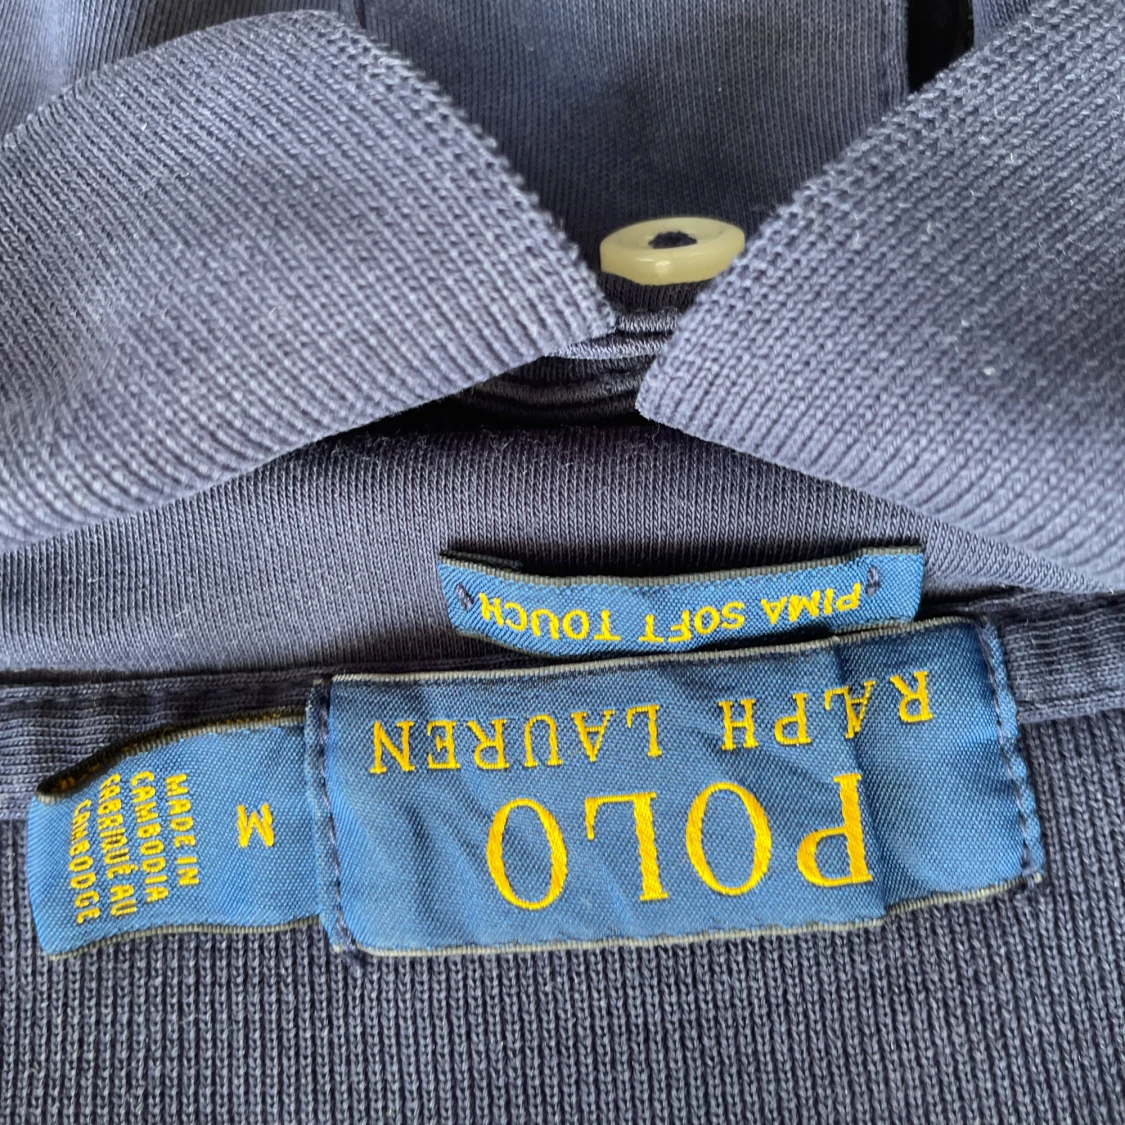 POLO
RALPH LAUREN
PIMA SOFT TOUCH
M
MADE IN
CAMBODIA
FABRIQUÉ AU
CAMBODGE